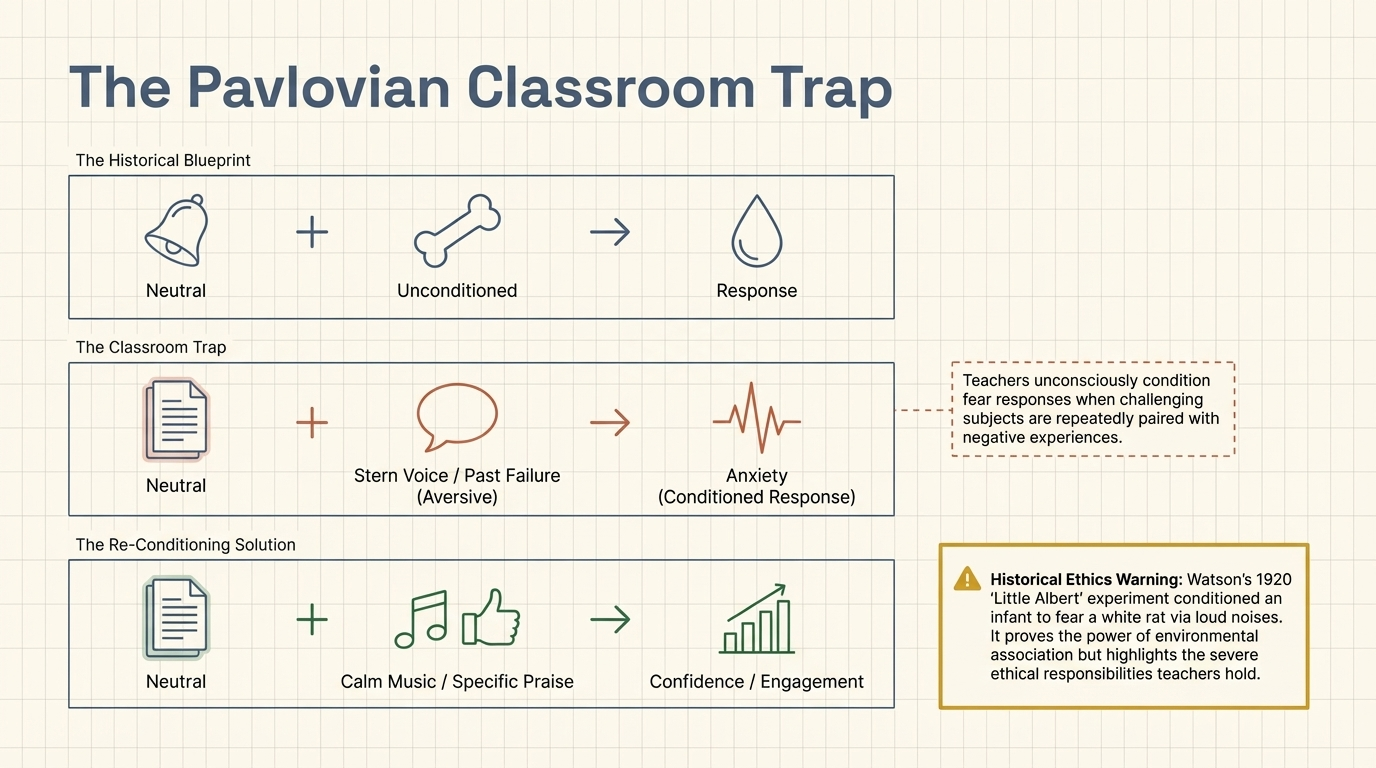 The Pavlovian Classroom Trap
The Historical Blueprint
Neutral
Unconditioned
Response
The Classroom Trap
Neutral
Stern Voice / Past Failure
(Aversive)
Anxiety
(Conditioned Response)
Teachers unconsciously condition
fear responses when challenging
subjects are repeatedly paired with
negative experiences.
The Re-Conditioning Solution
Neutral
Calm Music / Specific Praise
Confidence / Engagement
Historical Ethics Warning: Watson's 1920
'Little Albert' experiment conditioned an
infant to fear a white rat via loud noises.
It proves the power of environmental
association but highlights the severe
ethical responsibilities teachers hold.